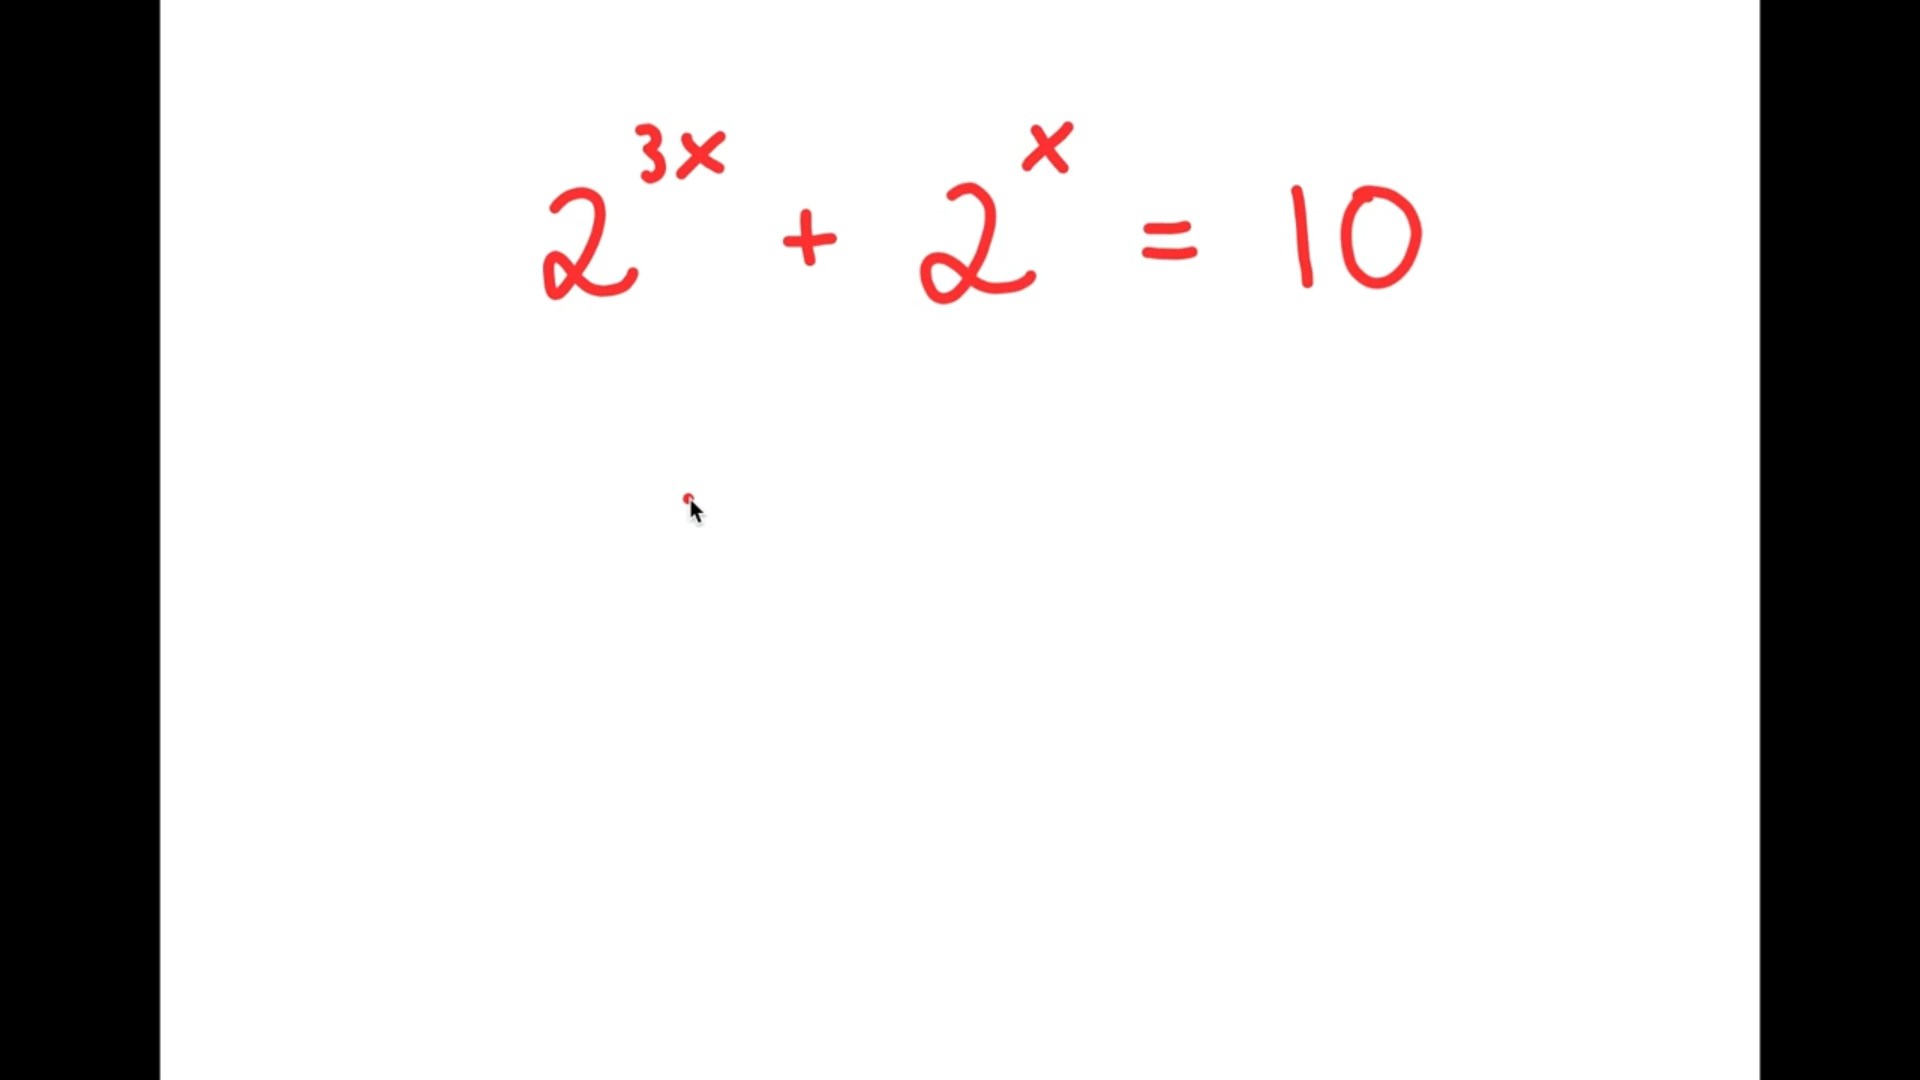 2^{3x} + 2^x = 10